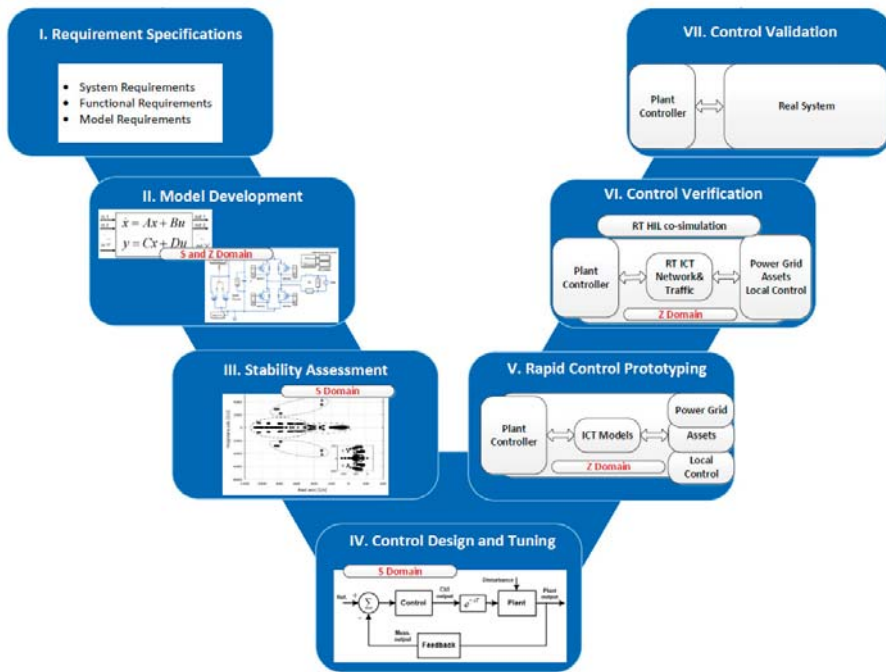 I. Requirement Specifications
• System Requirements
• Functional Requirements
• Model Requirements
II. Model Development
ẋ = Ax + Bu
y = Cx + Du
S and Z Domain
III. Stability Assessment
S Domain
IV. Control Design and Tuning
S Domain
Disturbance
Ref.
+
Σ
-
Control
Ctrl
output
e^-sT
Plant
Plant
output
Meas.
output
Feedback
V. Rapid Control Prototyping
Plant
Controller
ICT Models
Power Grid
Assets
Local
Control
Z Domain
VI. Control Verification
RT HIL co-simulation
Plant
Controller
RT ICT
Network&
Traffic
Power Grid
Assets
Local Control
Z Domain
VII. Control Validation
Plant
Controller
Real System